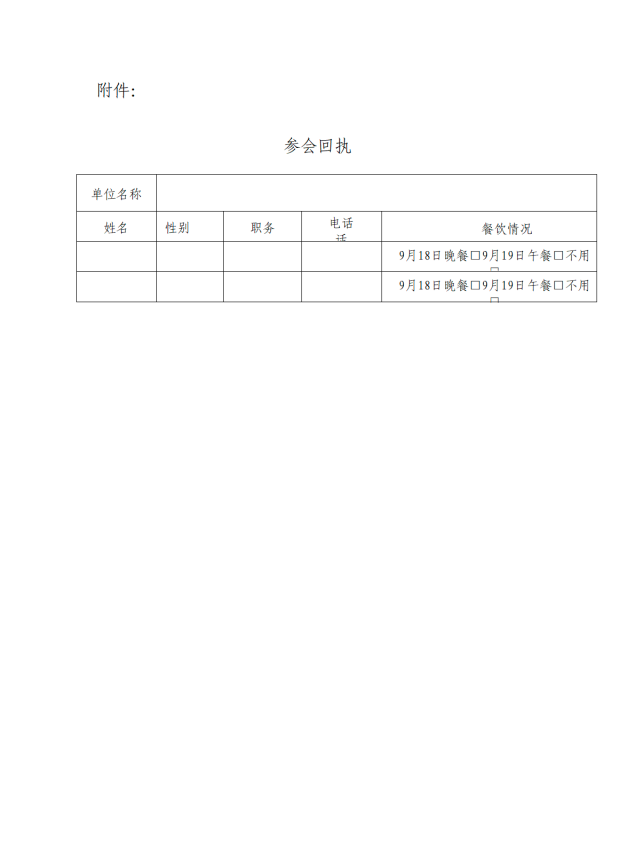 附件:
参会回执
单位名称
姓名 性别 职务 电话 餐饮情况
话
9月18日晚餐□9月19日午餐□不用
□
9月18日晚餐□9月19日午餐□不用
□